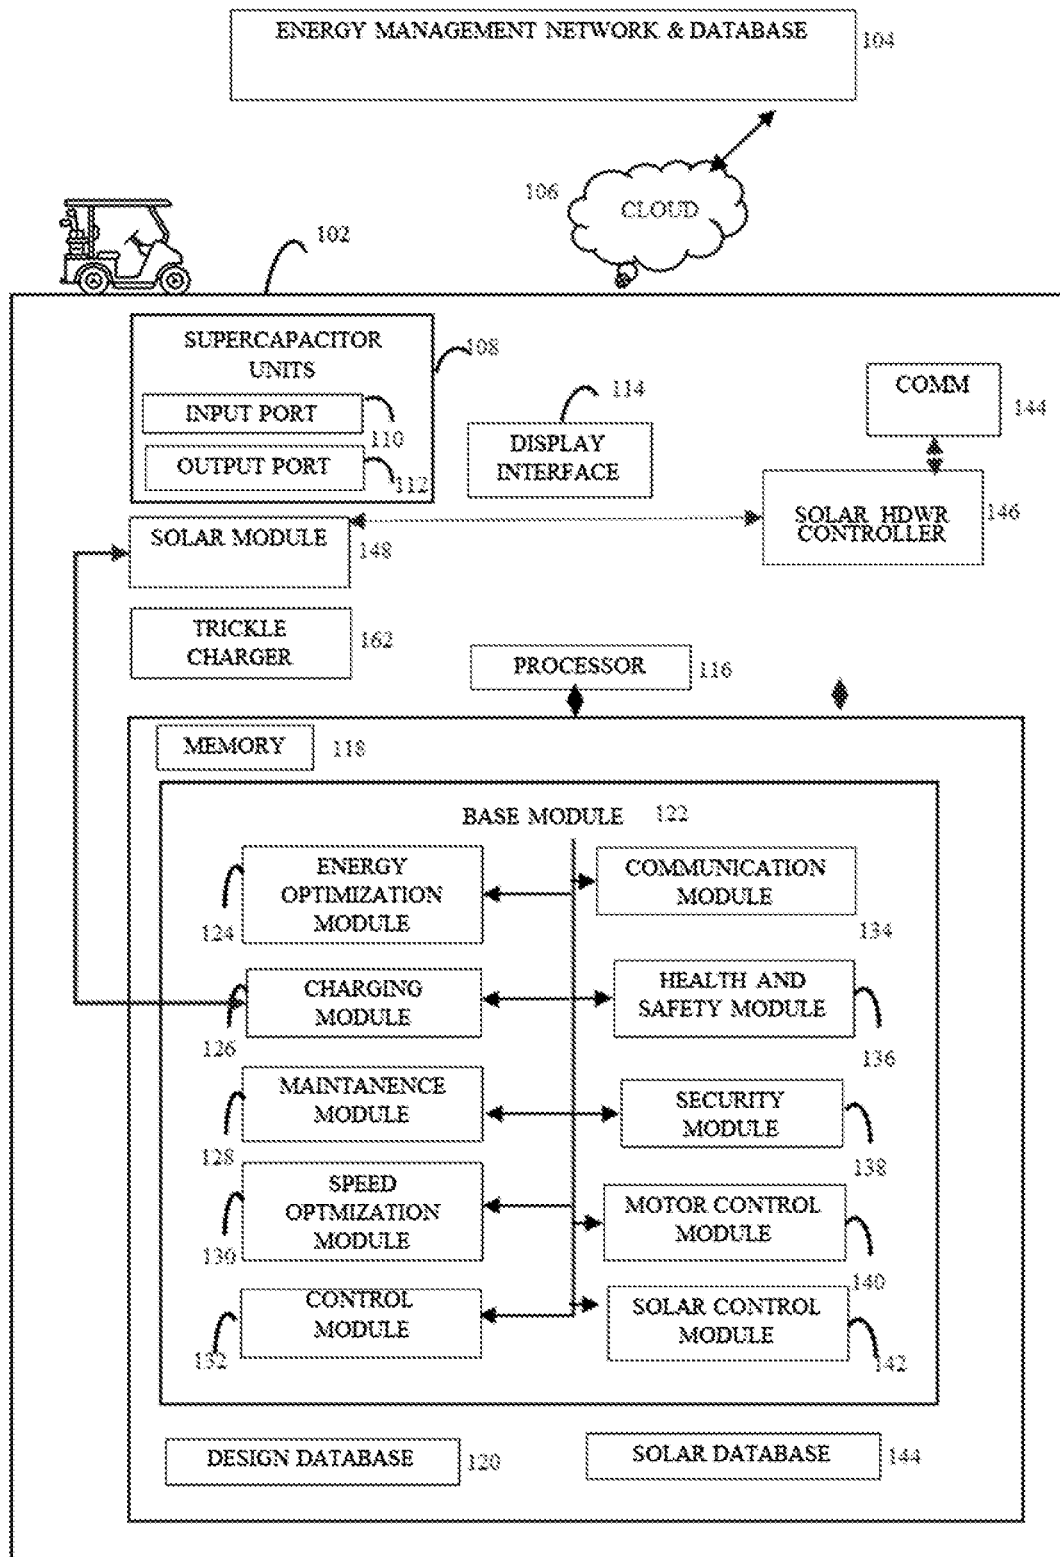 ENERGY MANAGEMENT NETWORK & DATABASE
104
106
CLOUD
102
SUPERCAPACITOR
UNITS
108
INPUT PORT
110
OUTPUT PORT
112
114
DISPLAY
INTERFACE
COMM
144
SOLAR HDWR
CONTROLLER
146
SOLAR MODULE
148
TRICKLE
CHARGER
162
PROCESSOR
116
MEMORY
118
BASE MODULE
122
ENERGY
OPTIMIZATION
MODULE
124
COMMUNICATION
MODULE
134
CHARGING
MODULE
126
HEALTH AND
SAFETY MODULE
136
MAINTANENCE
MODULE
128
SECURITY
MODULE
138
SPEED
OPTMIZATION
MODULE
130
MOTOR CONTROL
MODULE
140
CONTROL
MODULE
132
SOLAR CONTROL
MODULE
142
DESIGN DATABASE
120
SOLAR DATABASE
144